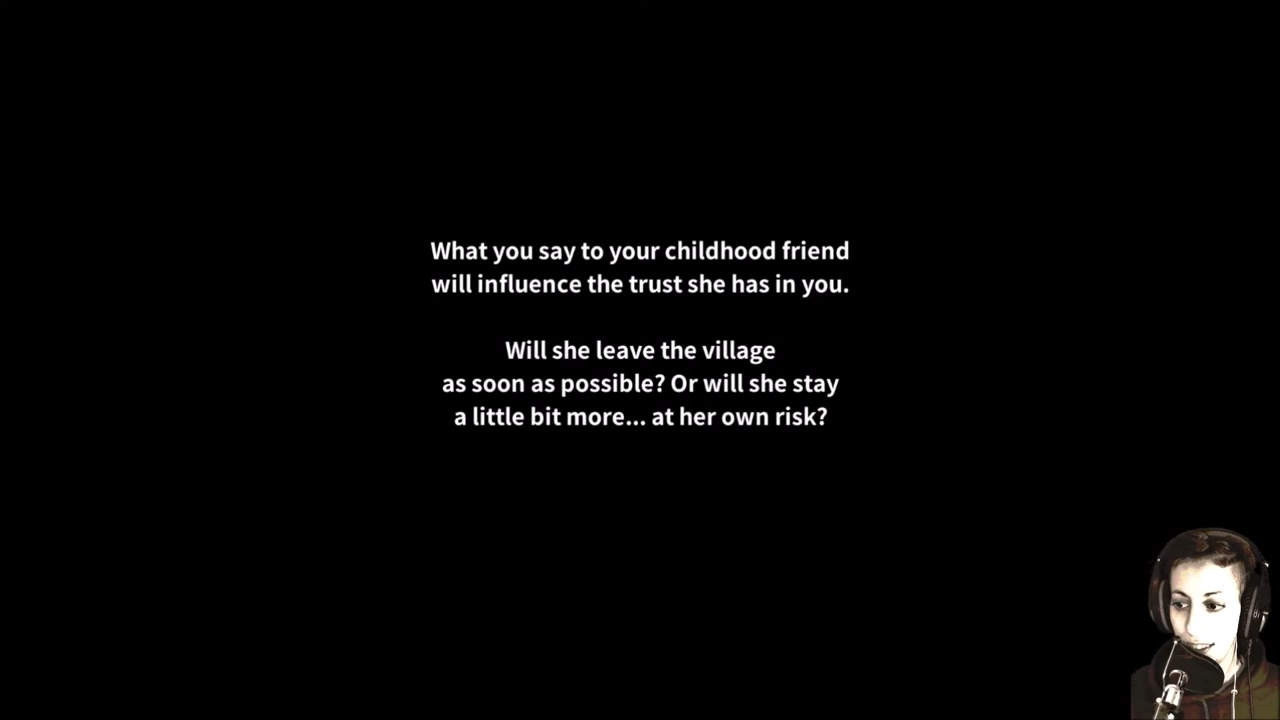 What you say to your childhood friend
will influence the trust she has in you.
Will she leave the village
as soon as possible? Or will she stay
a little bit more... at her own risk?